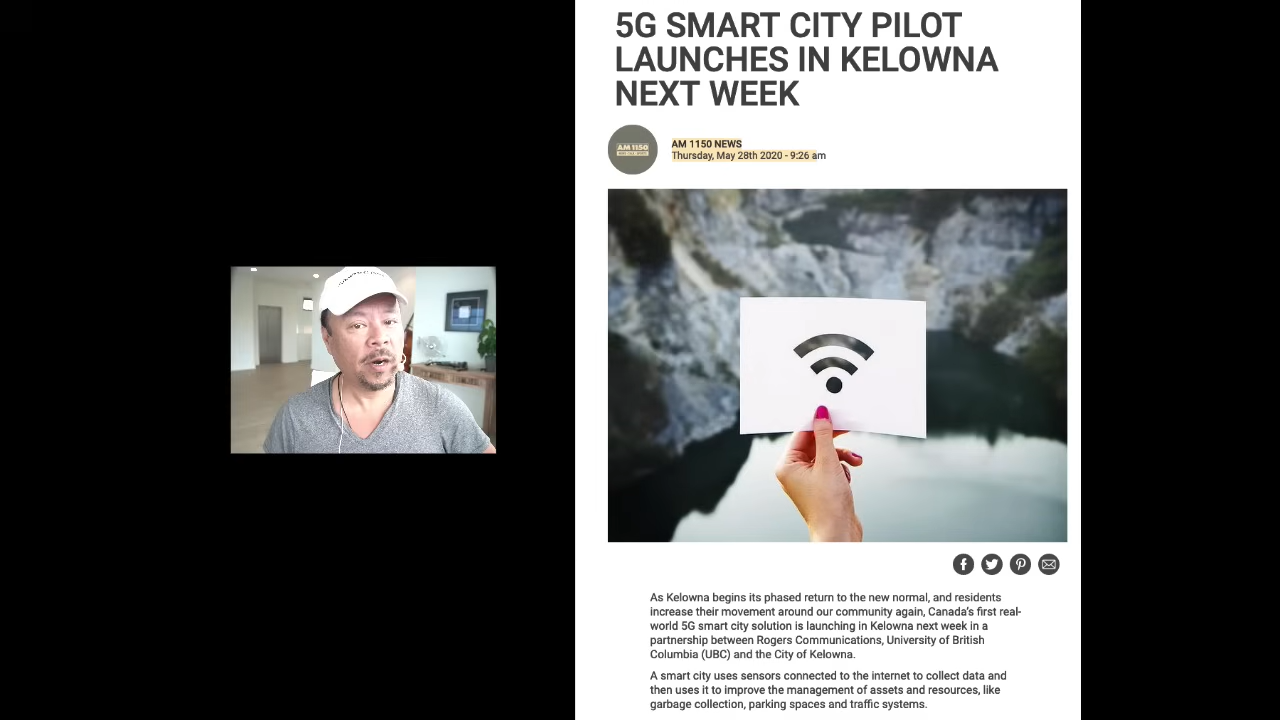 5G SMART CITY PILOT
LAUNCHES IN KELOWNA
NEXT WEEK
AM 1150
AM 1150 NEWS
Thursday, May 28th 2020 - 9:26 am
As Kelowna begins its phased return to the new normal, and residents
increase their movement around our community again, Canada's first real-
world 5G smart city solution is launching in Kelowna next week in a
partnership between Rogers Communications, University of British
Columbia (UBC) and the City of Kelowna.
A smart city uses sensors connected to the internet to collect data and
then uses it to improve the management of assets and resources, like
garbage collection, parking spaces and traffic systems.